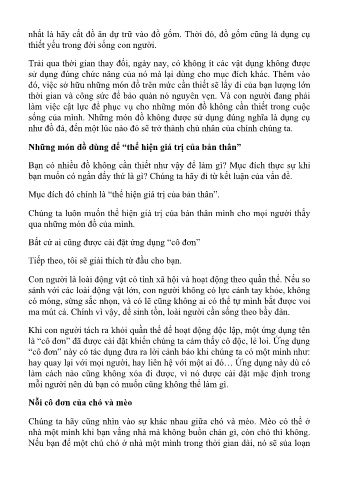 nhất là hãy cất đồ ăn dự trữ vào đồ gốm. Thời đó, đồ gốm cũng là dụng cụ
thiết yếu trong đời sống con người.
Trải qua thời gian thay đổi, ngày nay, có không ít các vật dụng không được
sử dụng đúng chức năng của nó mà lại dùng cho mục đích khác. Thêm vào
đó, việc sở hữu những món đồ trên mức cần thiết sẽ lấy đi của bạn lượng lớn
thời gian và công sức để bảo quản nó nguyên vẹn. Và con người đang phải
làm việc cật lực để phục vụ cho những món đồ không cần thiết trong cuộc
sống của mình. Những món đồ không được sử dụng đúng nghĩa là dụng cụ
như đồ đá, đến một lúc nào đó sẽ trở thành chủ nhân của chính chúng ta.
Những món đồ dùng để “thể hiện giá trị của bản thân”
Bạn có nhiều đồ không cần thiết như vậy để làm gì? Mục đích thực sự khi
bạn muốn có ngần đấy thứ là gì? Chúng ta hãy đi từ kết luận của vấn đề.
Mục đích đó chính là “thể hiện giá trị của bản thân”.
Chúng ta luôn muốn thể hiện giá trị của bản thân mình cho mọi người thấy
qua những món đồ của mình.
Bất cứ ai cũng được cài đặt ứng dụng “cô đơn”
Tiếp theo, tôi sẽ giải thích từ đầu cho bạn.
Con người là loài động vật có tính xã hội và hoạt động theo quần thể. Nếu so
sánh với các loài động vật lớn, con người không có lực cánh tay khỏe, không
có móng, sừng sắc nhọn, và có lẽ cũng không ai có thể tự mình bắt được voi
ma mút cả. Chính vì vậy, để sinh tồn, loài người cần sống theo bầy đàn.
Khi con người tách ra khỏi quần thể để hoạt động độc lập, một ứng dụng tên
là “cô đơn” đã được cài đặt khiến chúng ta cảm thấy cô độc, lẻ loi. Ứng dụng
“cô đơn” này có tác dụng đưa ra lời cảnh báo khi chúng ta có một mình như:
hãy quay lại với mọi người, hay liên hệ với một ai đó… Ứng dụng này dù có
làm cách nào cũng không xóa đi được, vì nó được cài đặt mặc định trong
mỗi người nên dù bạn có muốn cũng không thể làm gì.
Nỗi cô đơn của chó và mèo
Chúng ta hãy cũng nhìn vào sự khác nhau giữa chó và mèo. Mèo có thể ở
nhà một mình khi bạn vắng nhà mà không buồn chán gì, còn chó thì không.
Nếu bạn để một chú chó ở nhà một mình trong thời gian dài, nó sẽ sủa loạn